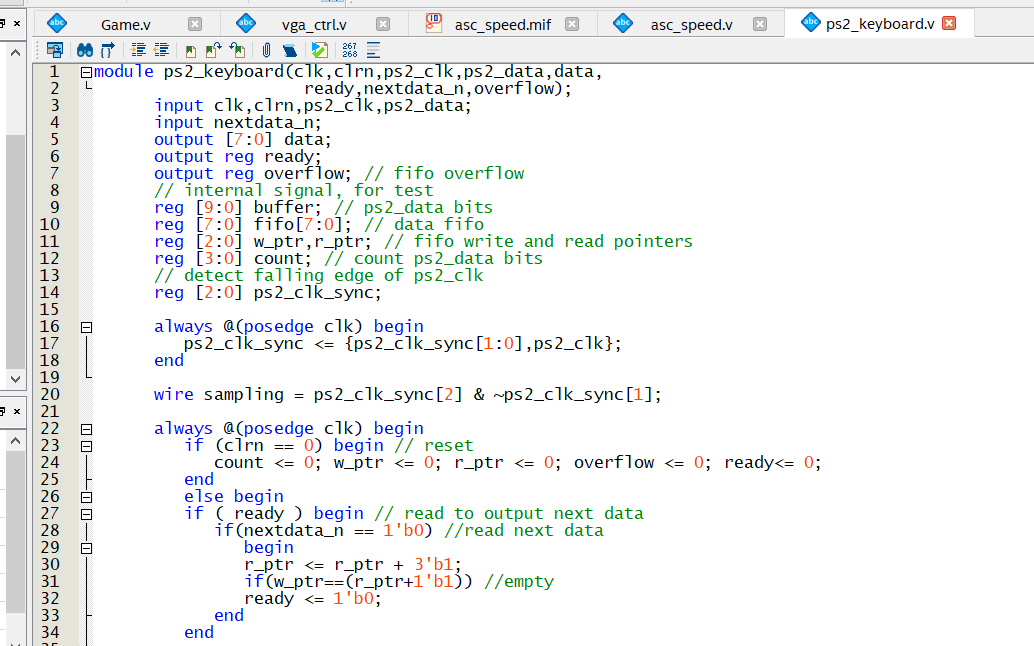 Game.v vga_ctrl.v asc_speed.mif asc_speed.v ps2_keyboard.v
267
268
1 module ps2_keyboard(clk,clrn,ps2_clk,ps2_data,data,
2 ready,nextdata_n,overflow);
3 input clk,clrn,ps2_clk,ps2_data;
4 input nextdata_n;
5 output [7:0] data;
6 output reg ready;
7 output reg overflow; // fifo overflow
8 // internal signal, for test
9 reg [9:0] buffer; // ps2_data bits
10 reg [7:0] fifo[7:0]; // data fifo
11 reg [2:0] w_ptr,r_ptr; // fifo write and read pointers
12 reg [3:0] count; // count ps2_data bits
13 // detect falling edge of ps2_clk
14 reg [2:0] ps2_clk_sync;
15
16 always @(posedge clk) begin
17 ps2_clk_sync <= {ps2_clk_sync[1:0],ps2_clk};
18 end
19
20 wire sampling = ps2_clk_sync[2] & ~ps2_clk_sync[1];
21
22 always @(posedge clk) begin
23 if (clrn == 0) begin // reset
24 count <= 0; w_ptr <= 0; r_ptr <= 0; overflow <= 0; ready<= 0;
25 end
26 else begin
27 if ( ready ) begin // read to output next data
28 if(nextdata_n == 1'b0) //read next data
29 begin
30 r_ptr <= r_ptr + 3'b1;
31 if(w_ptr==(r_ptr+1'b1)) //empty
32 ready <= 1'b0;
33 end
34 end